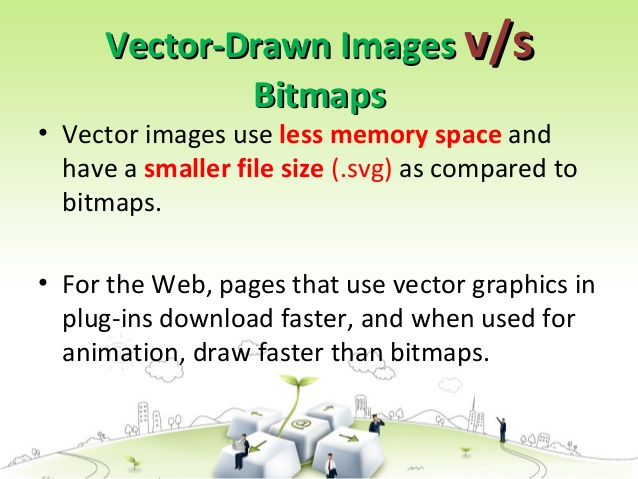 Vector-Drawn Images v/s
Bitmaps
• Vector images use less memory space and
have a smaller file size (.svg) as compared to
bitmaps.
• For the Web, pages that use vector graphics in
plug-ins download faster, and when used for
animation, draw faster than bitmaps.
@